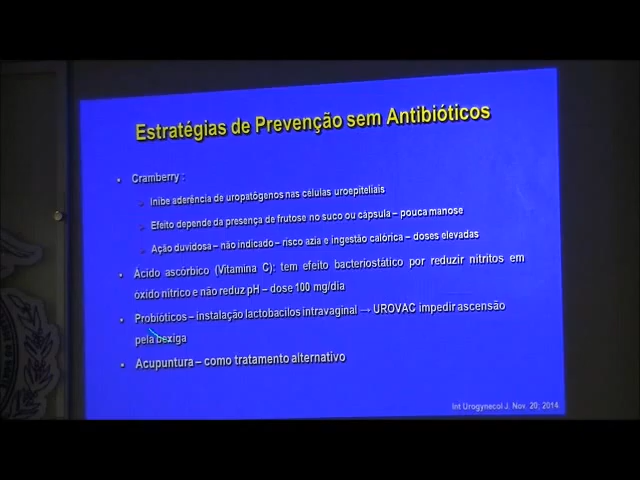 Estratégias de Prevenção sem Antibióticos
Cramberry :
Inibe aderência de uropatógenos nas células uroepiteliais
Efeito depende da presença de frutose no suco ou cápsula – pouca manose
Ação duvidosa – não indicado – risco azia e ingestão calórica – doses elevadas
Ácido ascórbico (Vitamina C): tem efeito bacteriostático por reduzir nitritos em
óxido nítrico e não reduz pH – dose 100 mg/dia
Probióticos – instalação lactobacilos intravaginal → UROVAC impedir ascensão
pela bexiga
Acupuntura – como tratamento alternativo
Int Urogynecol J. Nov. 20; 2014